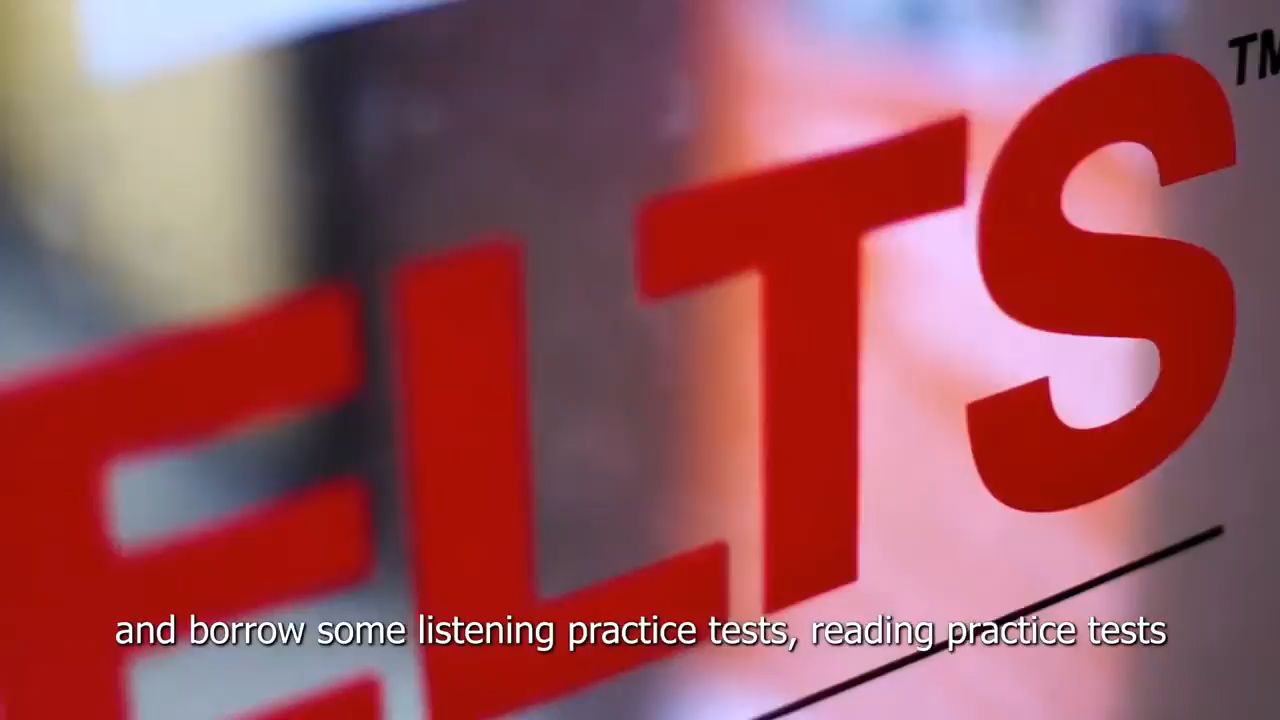 ELTS TM
and borrow some listening practice tests, reading practice tests